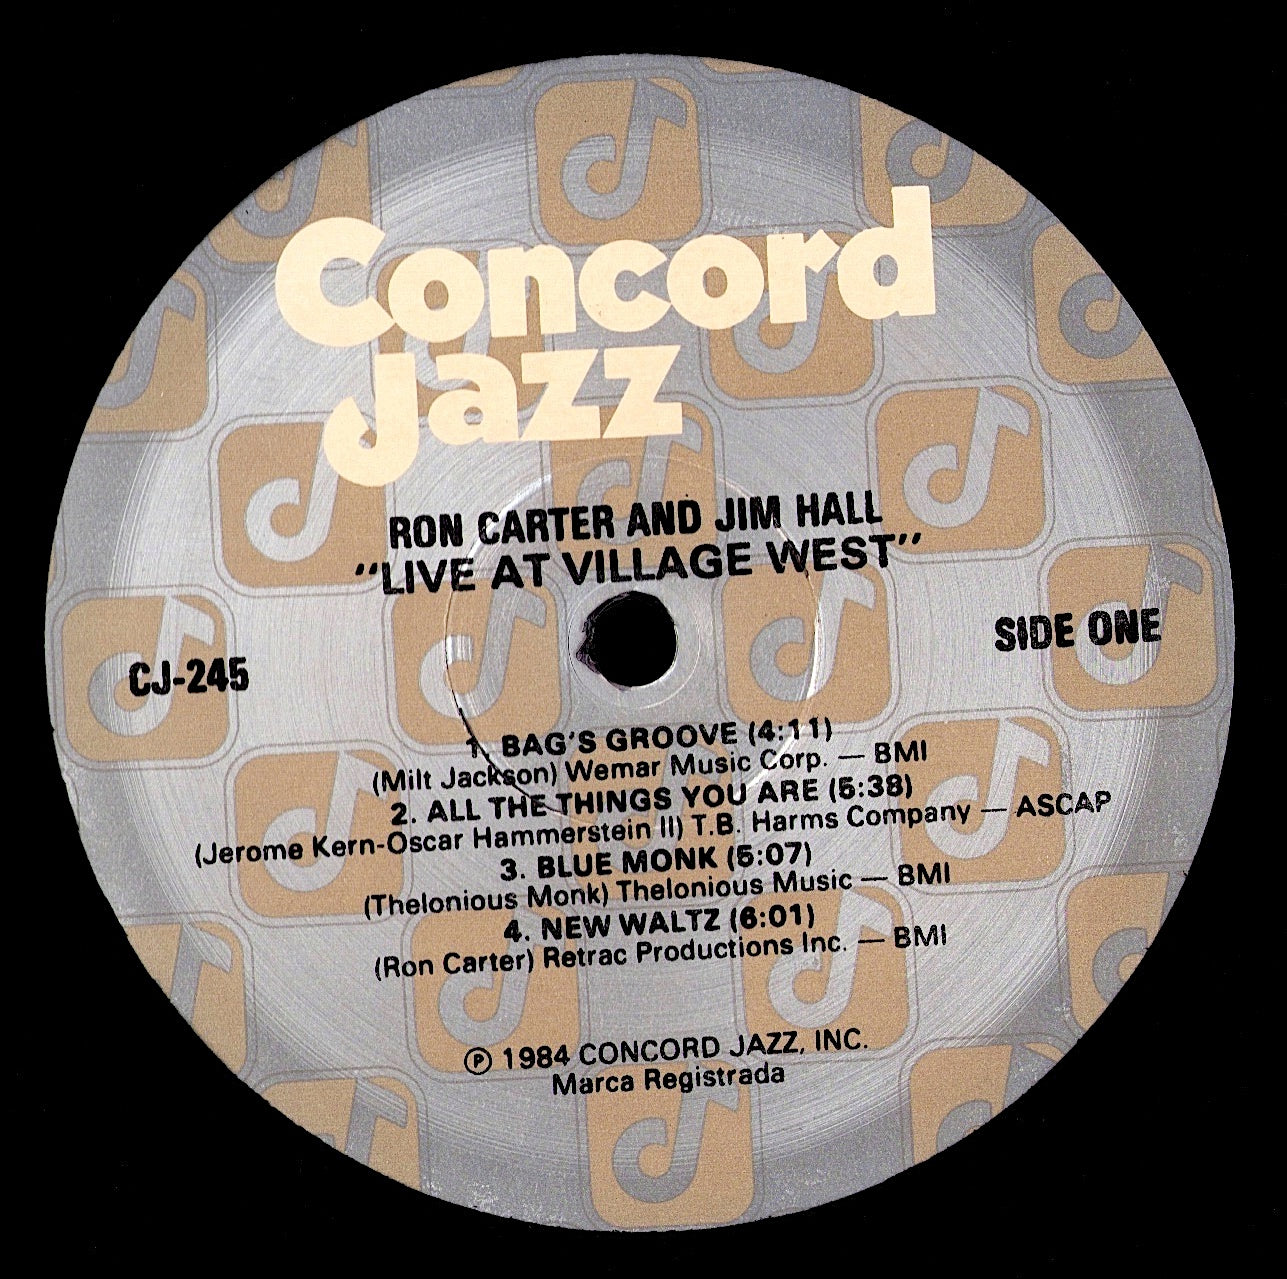 Concord
Jazz
RON CARTER AND JIM HALL
"LIVE AT VILLAGE WEST"
SIDE ONE
CJ-245
1. BAG'S GROOVE (4:11)
(Milt Jackson) Wemar Music Corp. — BMI
2. ALL THE THINGS YOU ARE (5:38)
(Jerome Kern-Oscar Hammerstein II) T.B. Harms Company — ASCAP
3. BLUE MONK (5:07)
(Thelonious Monk) Thelonious Music — BMI
4. NEW WALTZ (6:01)
(Ron Carter) Retrac Productions Inc. — BMI
℗ 1984 CONCORD JAZZ, INC.
Marca Registrada